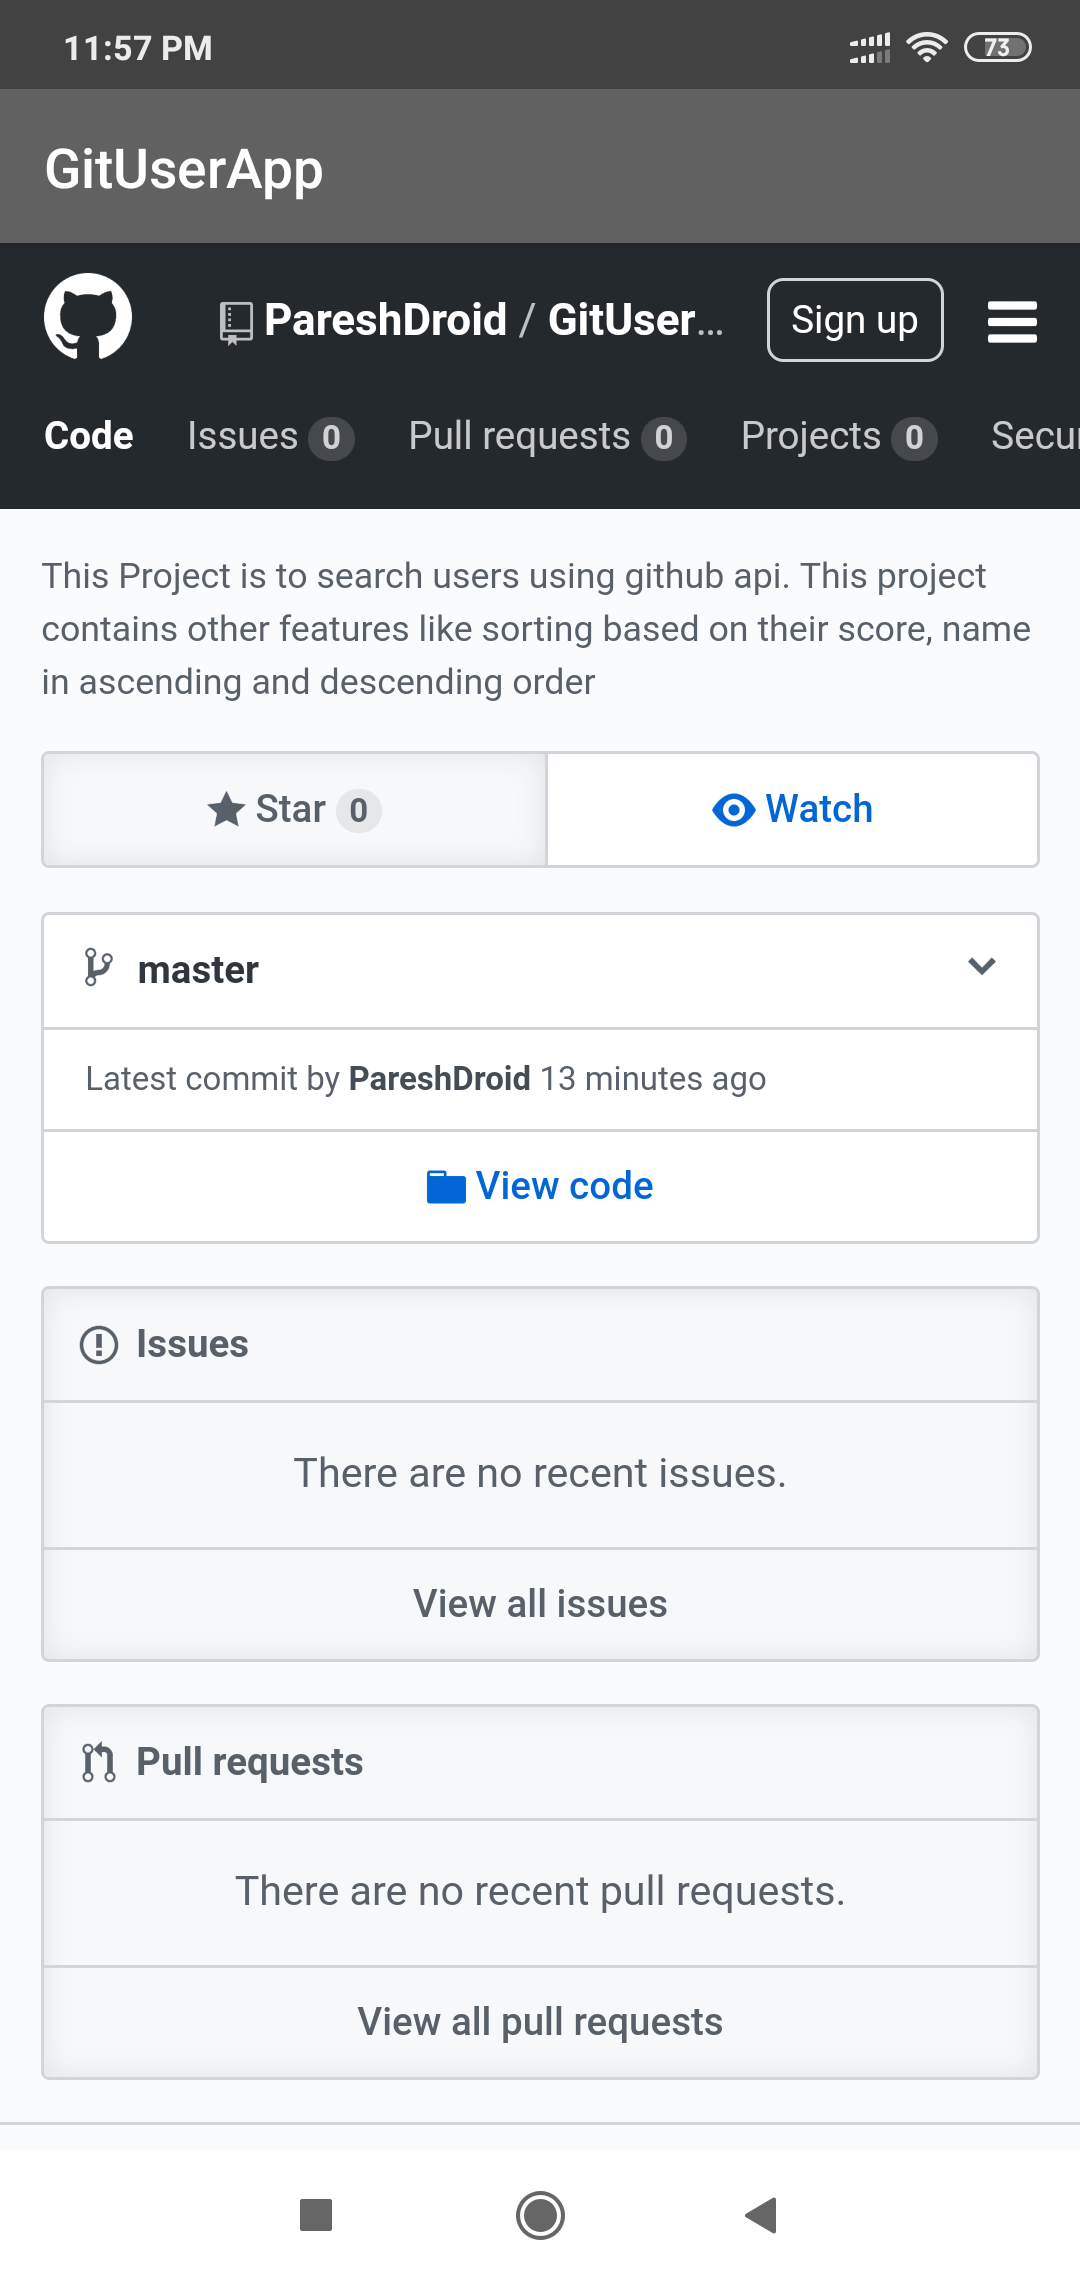 11:57 PM
73
GitUserApp
PareshDroid / GitUser...
Sign up
Code Issues 0 Pull requests 0 Projects 0 Secu
This Project is to search users using github api. This project
contains other features like sorting based on their score, name
in ascending and descending order
Star 0
Watch
master
Latest commit by PareshDroid 13 minutes ago
View code
Issues
There are no recent issues.
View all issues
Pull requests
There are no recent pull requests.
View all pull requests